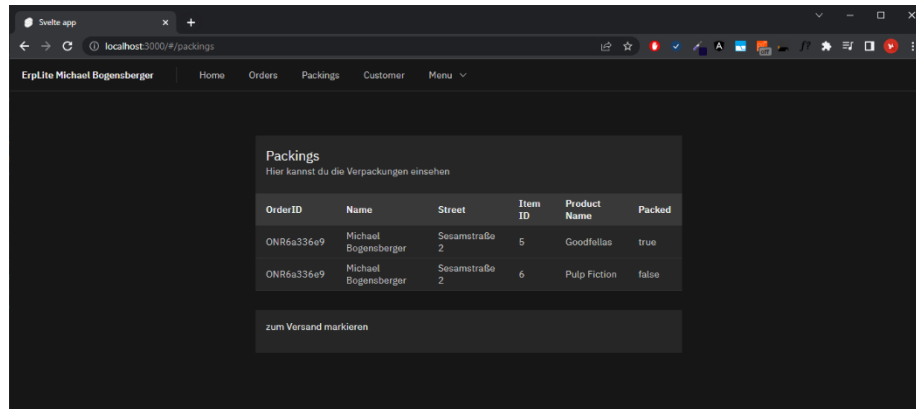 Svelte app
localhost:3000/#/packings
ErpLite Michael Bogensberger Home Orders Packings Customer Menu
Packings
Hier kannst du die Verpackungen einsehen
OrderID Name Street Item ID Product Name Packed
ONR6a336e9 Michael Bogensberger Sesamstraße 2 5 Goodfellas true
ONR6a336e9 Michael Bogensberger Sesamstraße 2 6 Pulp Fiction false
zum Versand markieren